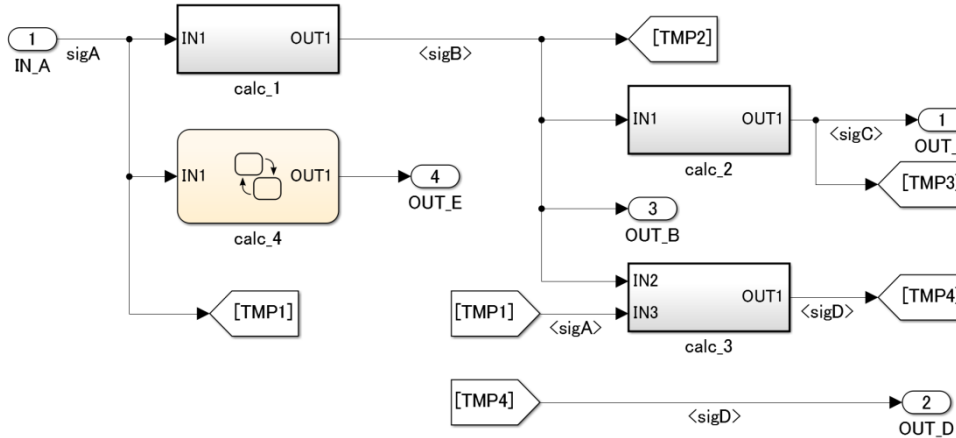 1
IN_A
sigA
IN1
OUT1
calc_1
<sigB>
[TMP2]
IN1
OUT1
calc_2
<sigC>
1
OUT_
[TMP3]
IN1
OUT1
calc_4
4
OUT_E
3
OUT_B
[TMP1]
[TMP1]
<sigA>
IN2
IN3
OUT1
calc_3
<sigD>
[TMP4]
[TMP4]
<sigD>
2
OUT_D